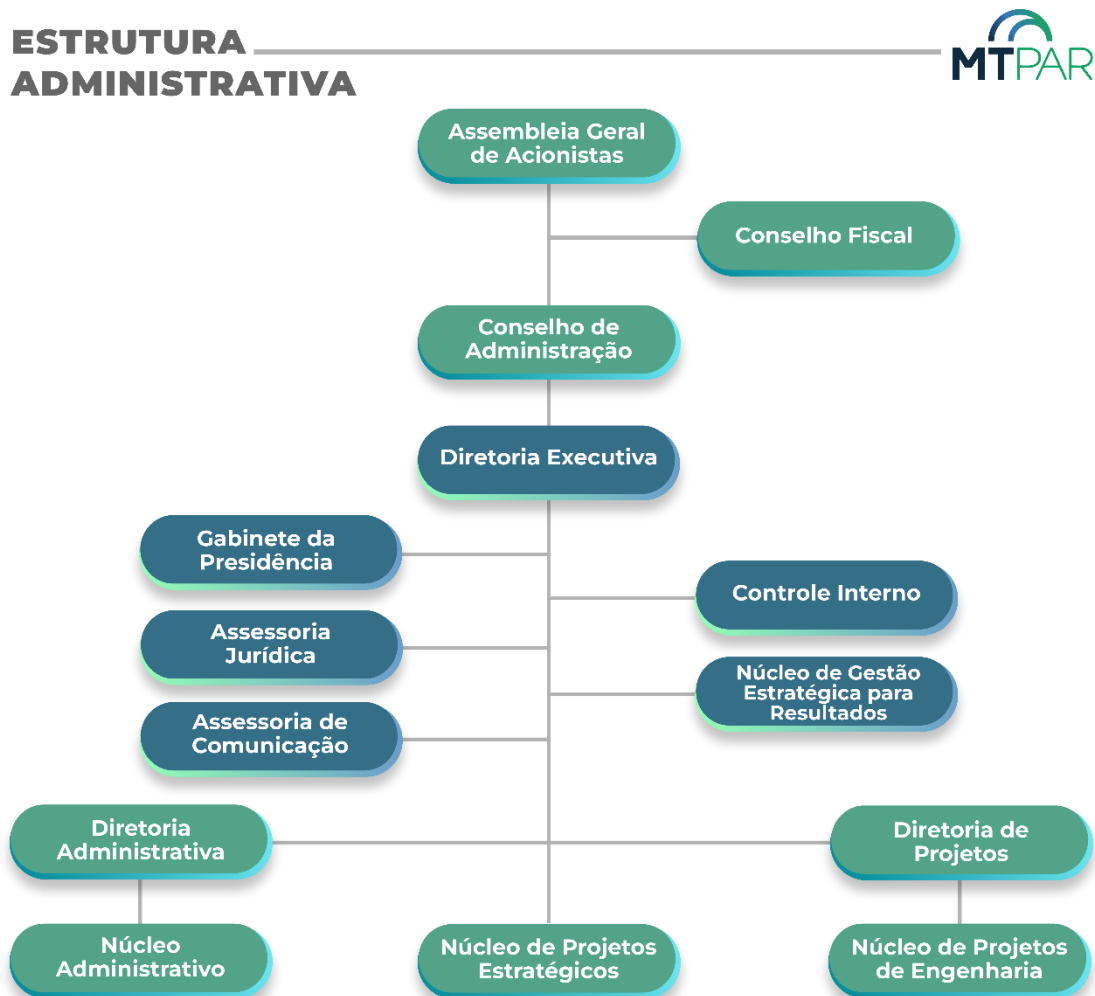 ESTRUTURA
ADMINISTRATIVA
MTPAR
Assembleia Geral
de Acionistas
Conselho Fiscal
Conselho de
Administração
Diretoria Executiva
Gabinete da
Presidência
Controle Interno
Assessoria
Jurídica
Núcleo de Gestão
Estratégica para
Resultados
Assessoria de
Comunicação
Diretoria
Administrativa
Diretoria de
Projetos
Núcleo
Administrativo
Núcleo de Projetos
Estratégicos
Núcleo de Projetos
de Engenharia